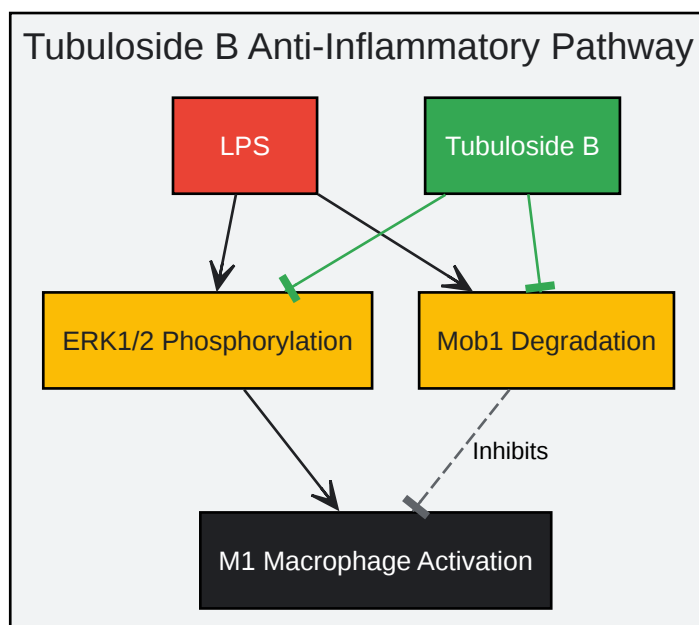 Tubuloside B Anti-Inflammatory Pathway
LPS
Tubuloside B
ERK1/2 Phosphorylation
Mob1 Degradation
Inhibits
M1 Macrophage Activation